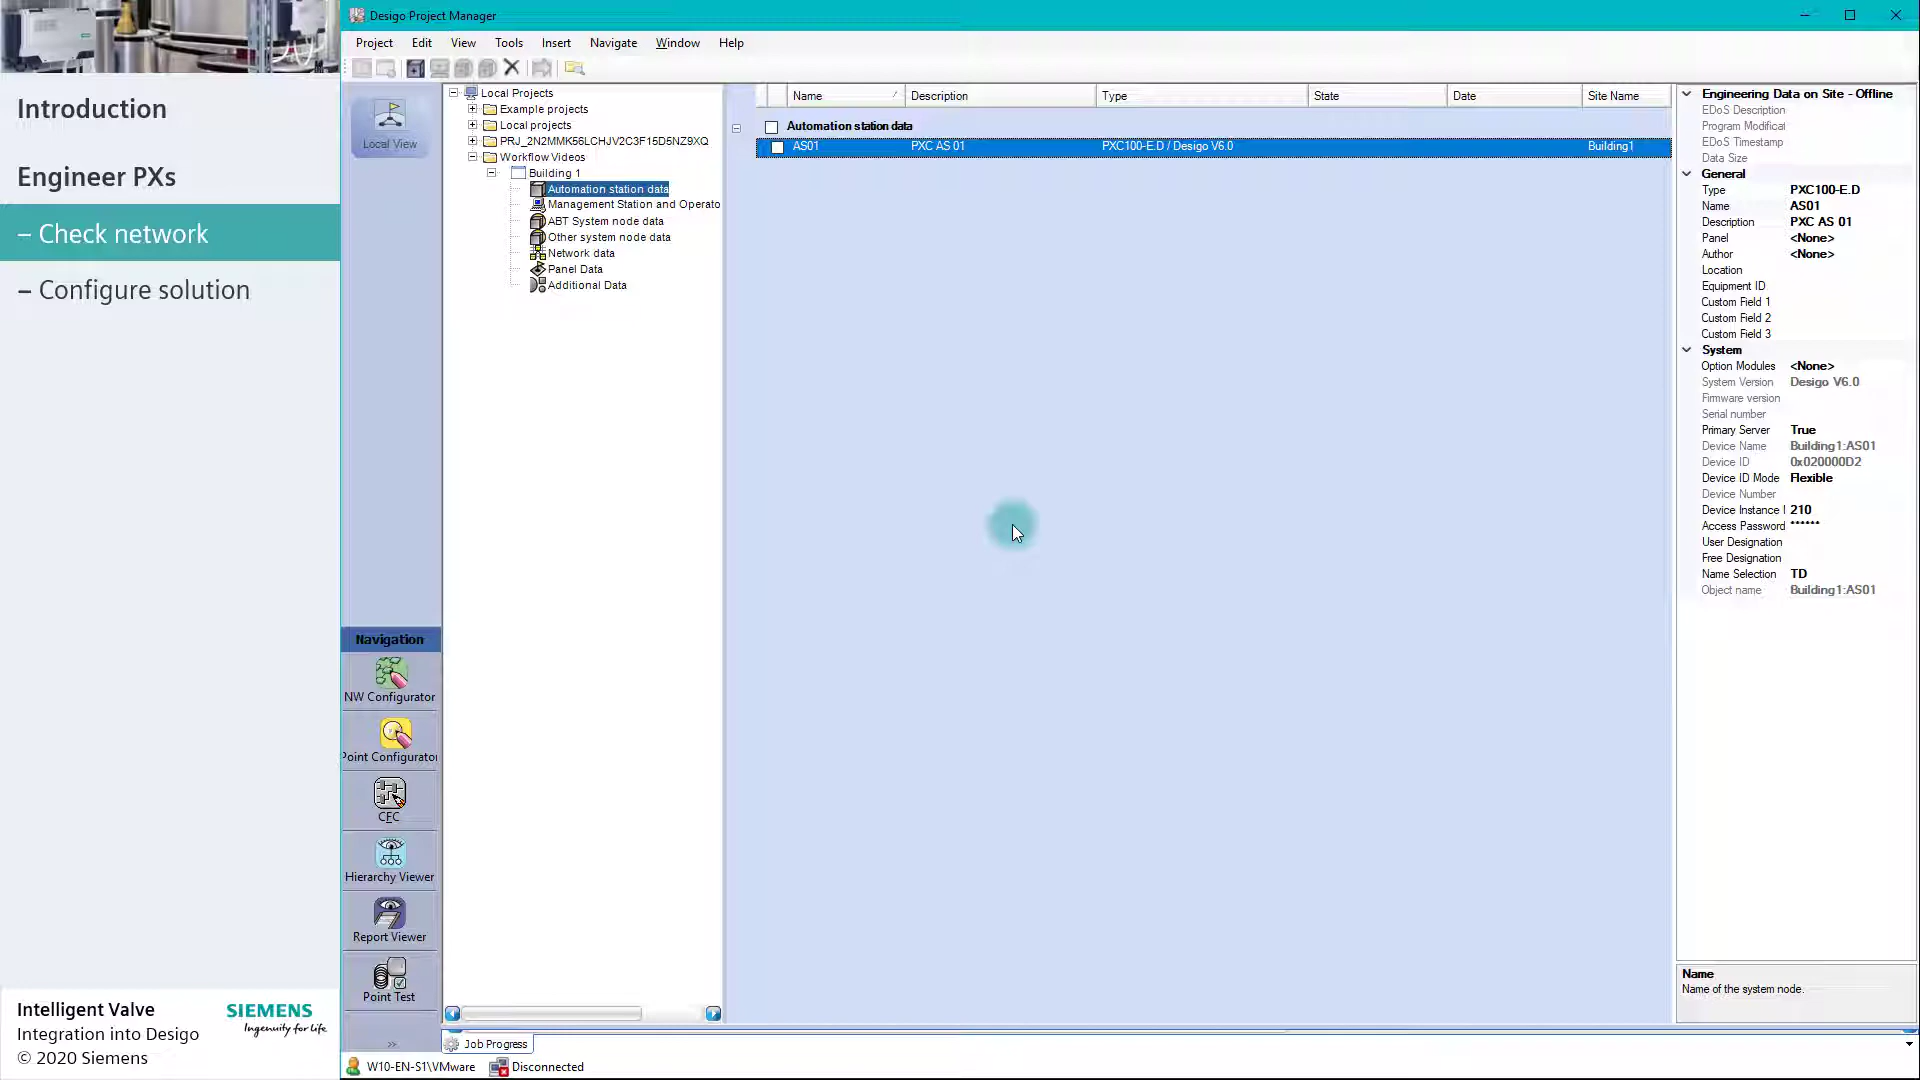 Introduction
Engineer PXs
– Check network
– Configure solution
Intelligent Valve
Integration into Desigo
© 2020 Siemens
SIEMENS
Ingenuity for life
Desigo Project Manager
Project Edit View Tools Insert Navigate Window Help
Local View
Navigation
NW Configurator
Point Configurator
CFC
Hierarchy Viewer
Report Viewer
Point Test
Local Projects
Example projects
Local projects
PRJ_2N2MMK56LCHJV2C3F15D5NZ9XQ
Workflow Videos
Building 1
Automation station data
Management Station and Operato
ABT System node data
Other system node data
Network data
Panel Data
Additional Data
Name Description Type State Date Site Name
Automation station data
AS01 PXC AS 01 PXC100-E.D / Desigo V6.0 Building1
Engineering Data on Site - Offline
EDoS Description
Program Modificat
EDoS Timestamp
Data Size
General
Type PXC100-E.D
Name AS01
Description PXC AS 01
Panel <None>
Author <None>
Location
Equipment ID
Custom Field 1
Custom Field 2
Custom Field 3
System
Option Modules <None>
System Version Desigo V6.0
Firmware version
Serial number
Primary Server True
Device Name Building1:AS01
Device ID 0x020000D2
Device ID Mode Flexible
Device Number
Device Instance I 210
Access Password ••••••
User Designation
Free Designation
Name Selection TD
Object name Building1:AS01
Name
Name of the system node.
Job Progress
W10-EN-S1\VMware Disconnected